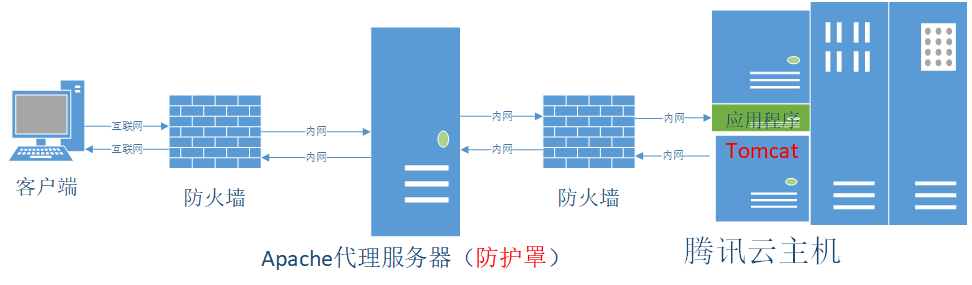 互联网
互联网
客户端
防火墙
内网
内网
Apache代理服务器（防护罩）
内网
内网
防火墙
内网
内网
应用程序
Tomcat
腾讯云主机